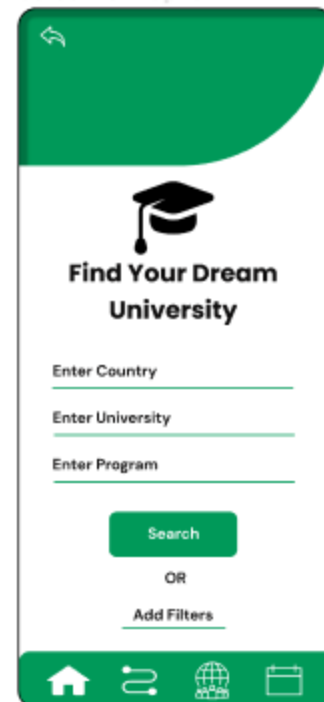 Find Your Dream
University
Enter Country
Enter University
Enter Program
Search
OR
Add Filters